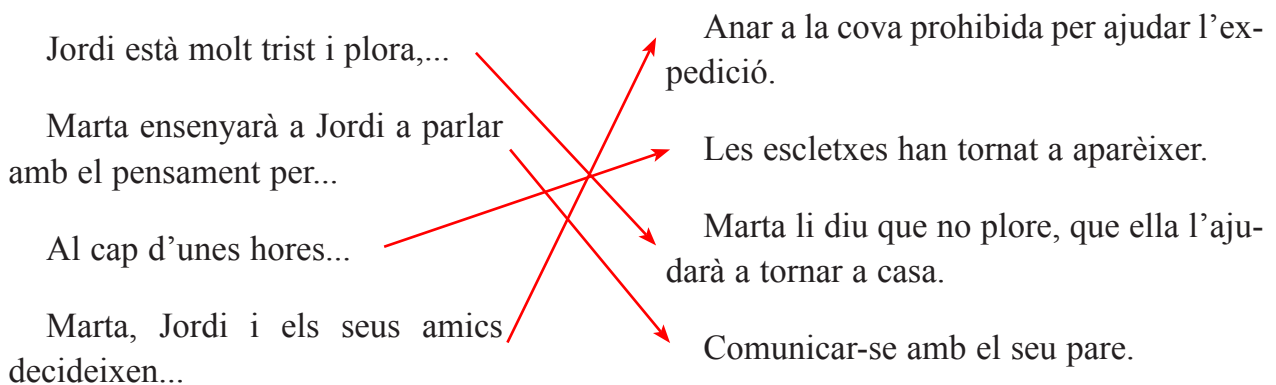 Jordi està molt trist i plora,...
Marta ensenyarà a Jordi a parlar
amb el pensament per...
Al cap d’unes hores...
Marta, Jordi i els seus amics
decideixen...
Anar a la cova prohibida per ajudar l’ex-
pedició.
Les escletxes han tornat a aparèixer.
Marta li diu que no plore, que ella l’aju-
darà a tornar a casa.
Comunicar-se amb el seu pare.